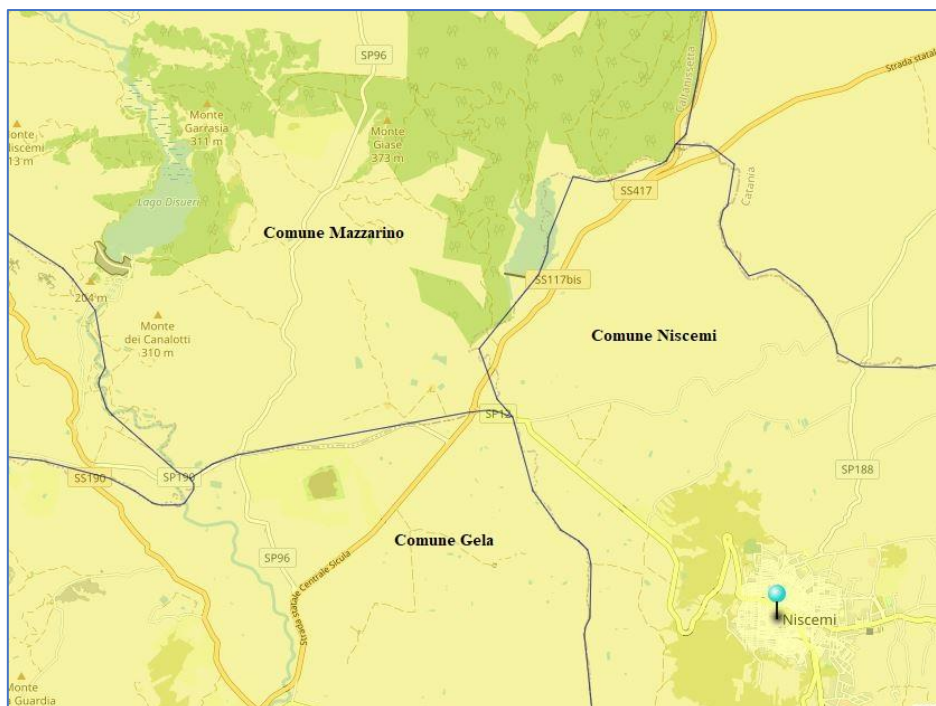 SP96
Caltanissetta
Strada statale
Monte
Garrasia
311 m
Monte
Giase
373 m
iscemi
13 m
SS417
Catania
Lago Disueri
Comune Mazzarino
204 m
SS117bis
Monte
dei Canalotti
310 m
Comune Niscemi
SP12
SP190
SS190
SP188
Comune Gela
SP96
Strada statale Centrale Sicula
Niscemi
Monte
a Guardia